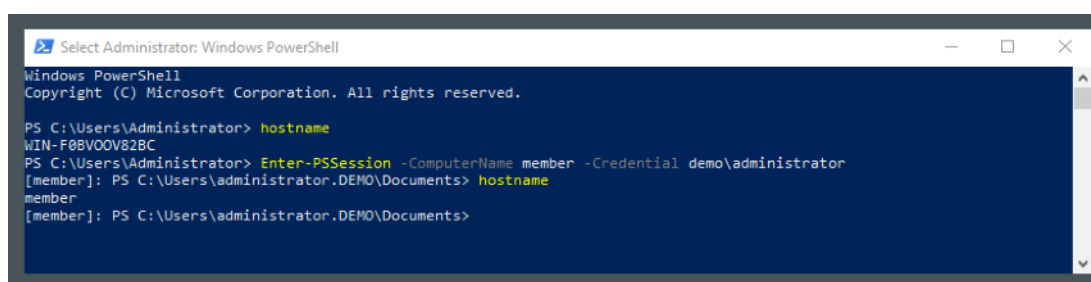 Select Administrator: Windows PowerShell
Windows PowerShell
Copyright (C) Microsoft Corporation. All rights reserved.
PS C:\Users\Administrator> hostname
WIN-F0BVOOV82BC
PS C:\Users\Administrator> Enter-PSSession -ComputerName member -Credential demo\administrator
[member]: PS C:\Users\administrator.DEMO\Documents> hostname
member
[member]: PS C:\Users\administrator.DEMO\Documents>